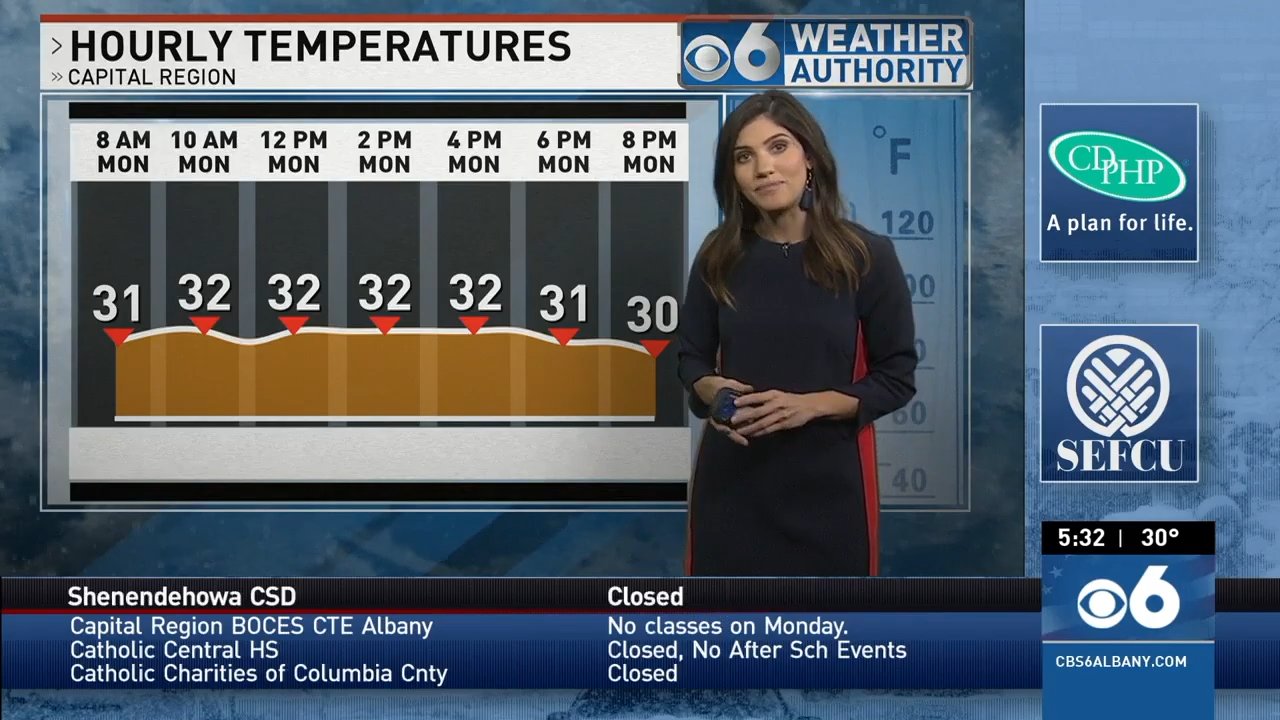 > HOURLY TEMPERATURES
» CAPITAL REGION
6 WEATHER
AUTHORITY
8 AM 10 AM 12 PM 2 PM 4 PM 6 PM 8 PM
MON MON MON MON MON MON MON
31 32 32 32 32 31 30
°F
120
00
0
60
40
CDPHP
A plan for life.
SEFCU
5:32 | 30°
6
CBS6ALBANY.COM
Shenendehowa CSD Closed
Capital Region BOCES CTE Albany No classes on Monday.
Catholic Central HS Closed, No After Sch Events
Catholic Charities of Columbia Cnty Closed